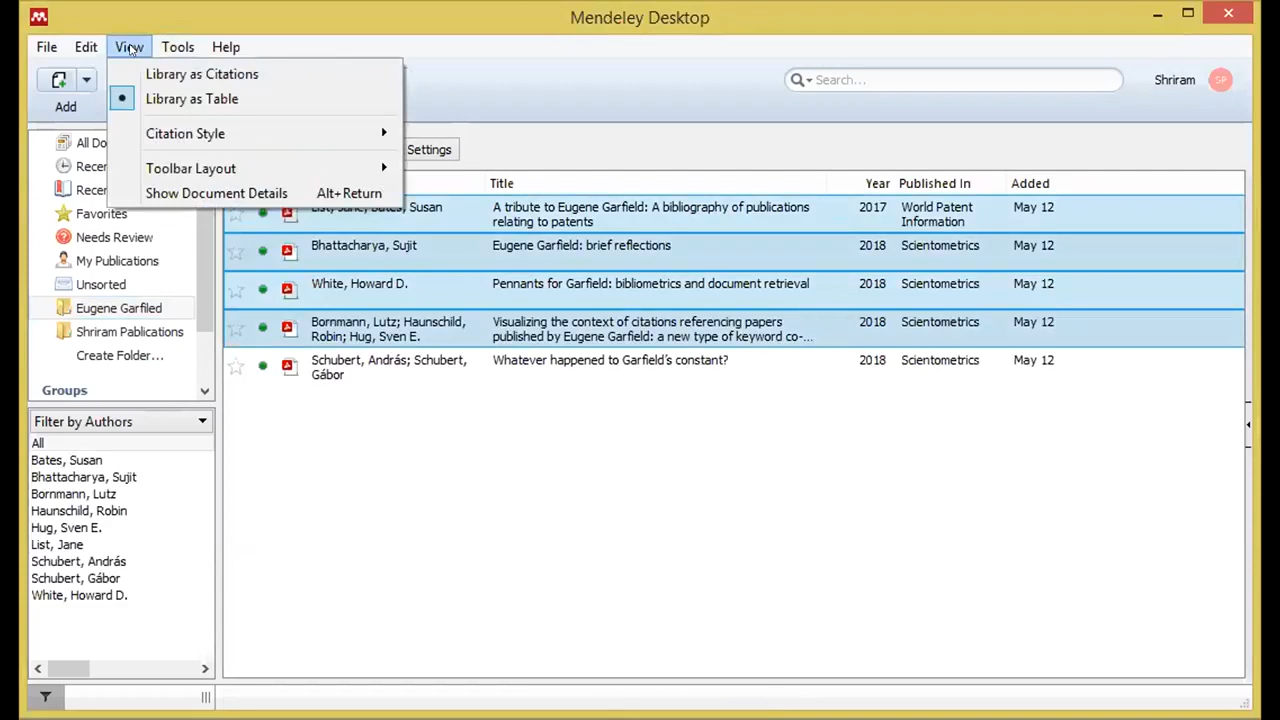 Mendeley Desktop
File Edit View Tools Help
Library as Citations
Library as Table
Citation Style
Toolbar Layout
Show Document Details Alt+Return
Add
Search...
Shriram SP
Settings
All Do
Recen
Recen
Favorites
Needs Review
My Publications
Unsorted
Eugene Garfiled
Shriram Pablications
Create Folder...
Groups
Title Year Published In Added
List, Jane; Bates, Susan A tribute to Eugene Garfield: A bibliography of publications 2017 World Patent May 12
relating to patents Information
Bhattacharya, Sujit Eugene Garfield: brief reflections 2018 Scientometrics May 12
White, Howard D. Pennants for Garfield: bibliometrics and document retrieval 2018 Scientometrics May 12
Bornmann, Lutz; Haunschild, Visualizing the context of citations referencing papers 2018 Scientometrics May 12
Robin; Hug, Sven E. published by Eugene Garfield: a new type of keyword co-...
Schubert, András; Schubert, Whatever happened to Garfield's constant? 2018 Scientometrics May 12
Gábor
Filter by Authors
All
Bates, Susan
Bhattacharya, Sujit
Bornmann, Lutz
Haunschild, Robin
Hug, Sven E.
List, Jane
Schubert, András
Schubert, Gábor
White, Howard D.